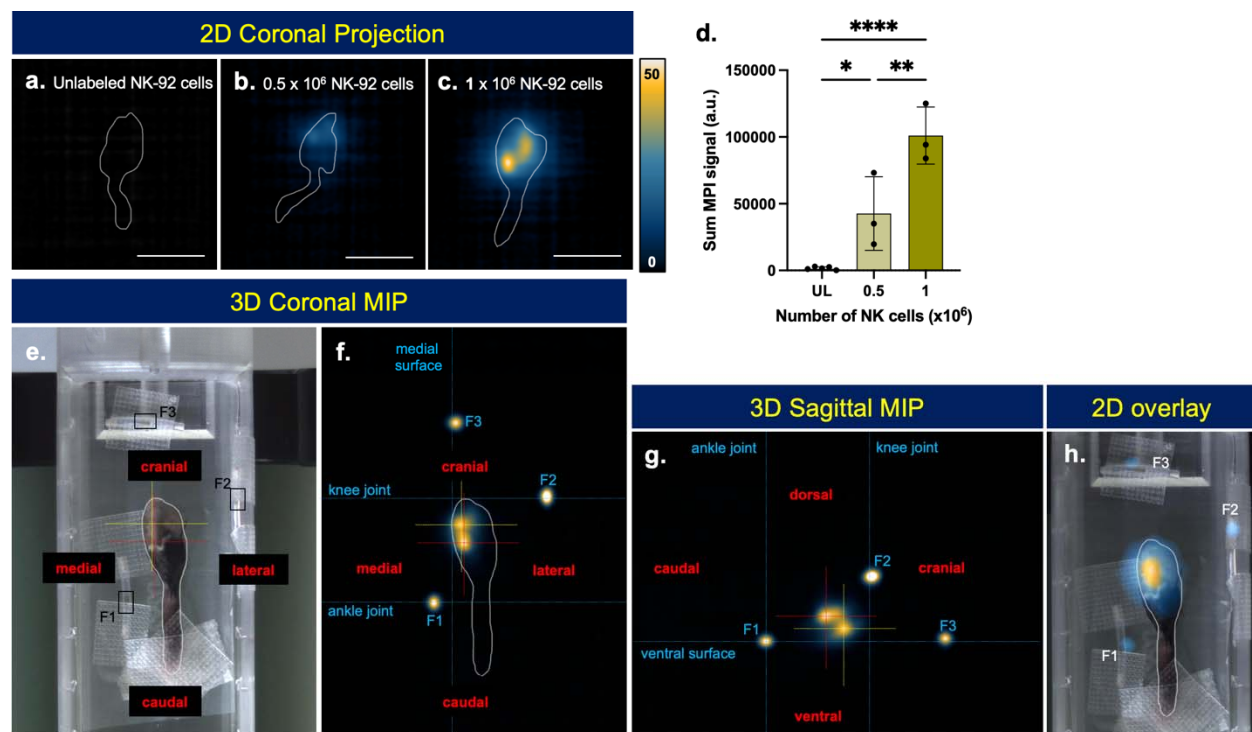 2D Coronal Projection
a. Unlabeled NK-92 cells
b. 0.5 x 10⁶ NK-92 cells
c. 1 x 10⁶ NK-92 cells
50
0
d.
****
*
**
150000
100000
50000
0
Sum MPI signal (a.u.)
UL
0.5
1
Number of NK cells (x10⁶)
3D Coronal MIP
e.
F3
cranial
F2
medial
lateral
F1
caudal
f.
medial
surface
F3
cranial
knee joint
F2
medial
lateral
ankle joint
F1
caudal
3D Sagittal MIP
g.
ankle joint
knee joint
dorsal
F2
caudal
cranial
F1
F3
ventral surface
ventral
2D overlay
h.
F3
F2
F1